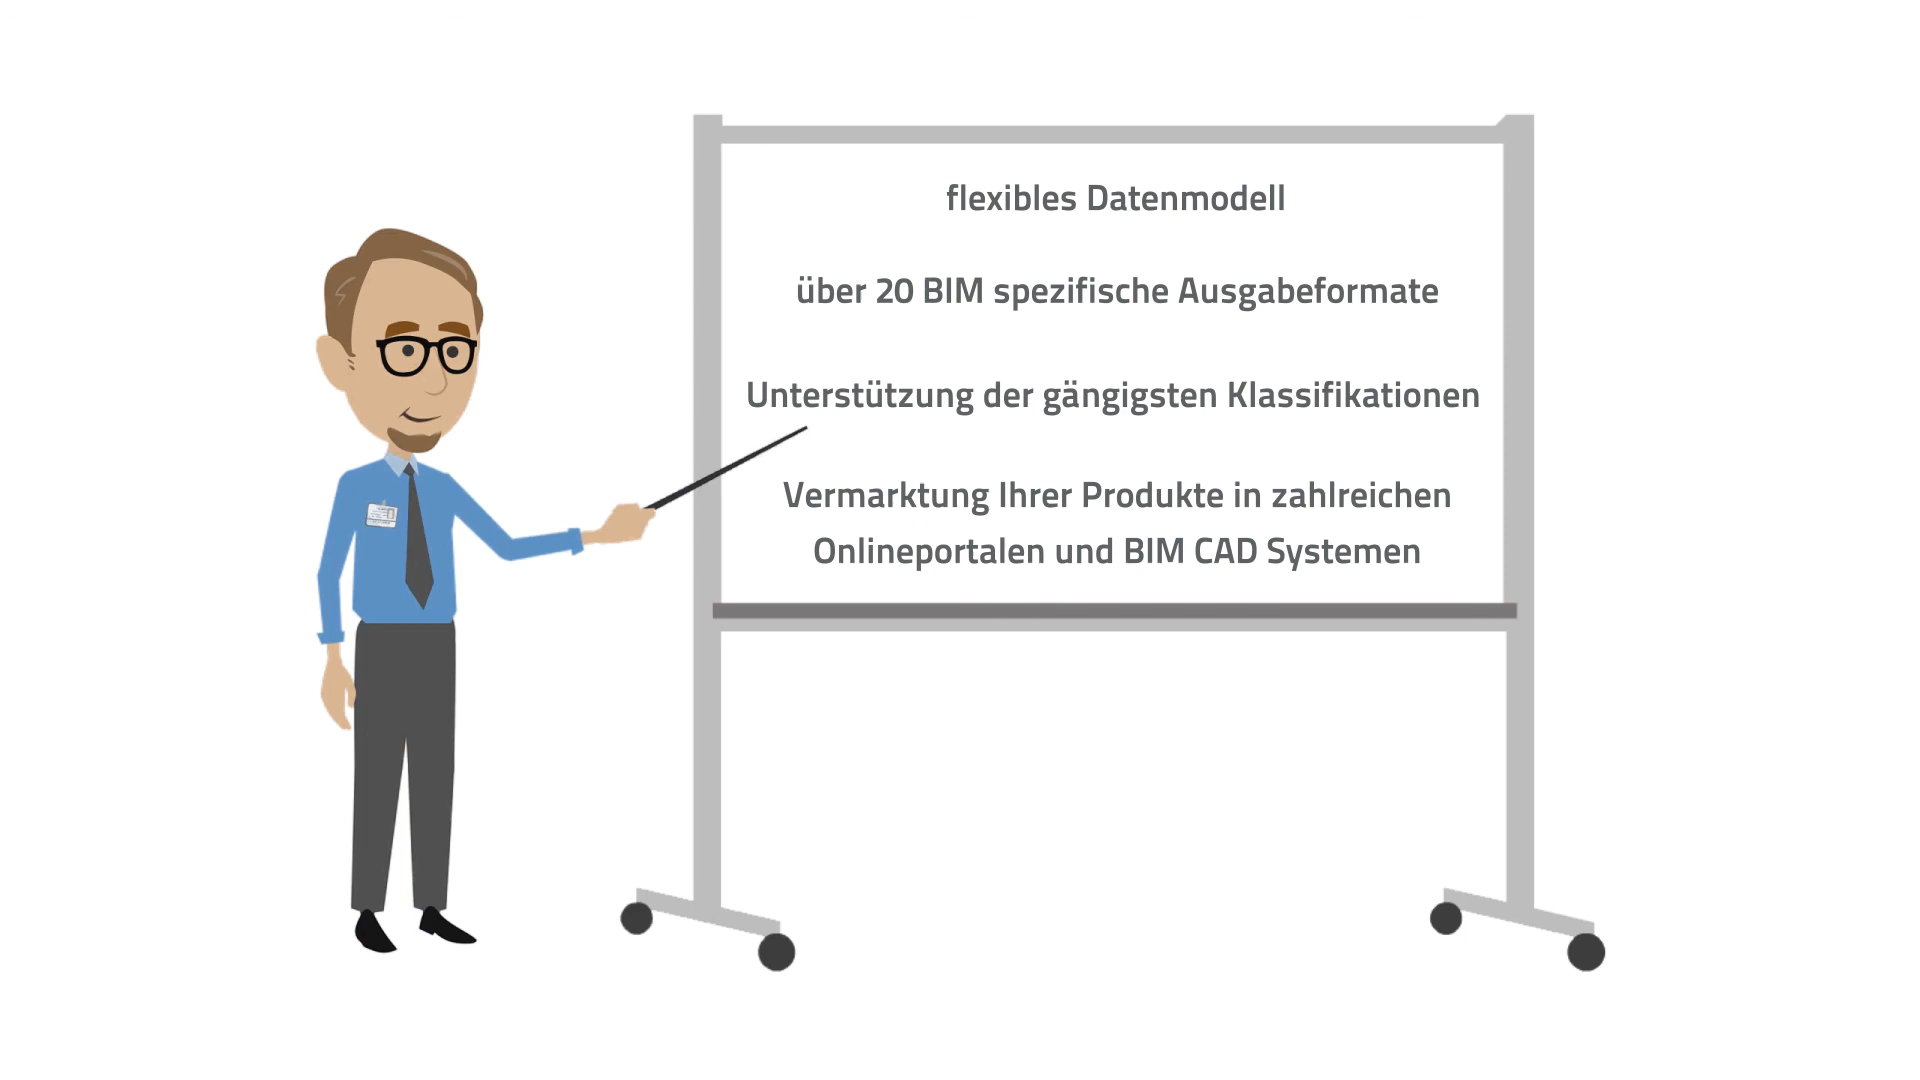 flexibles Datenmodell
über 20 BIM spezifische Ausgabeformate
Unterstützung der gängigsten Klassifikationen
Vermarktung Ihrer Produkte in zahlreichen
Onlineportalen und BIM CAD Systemen